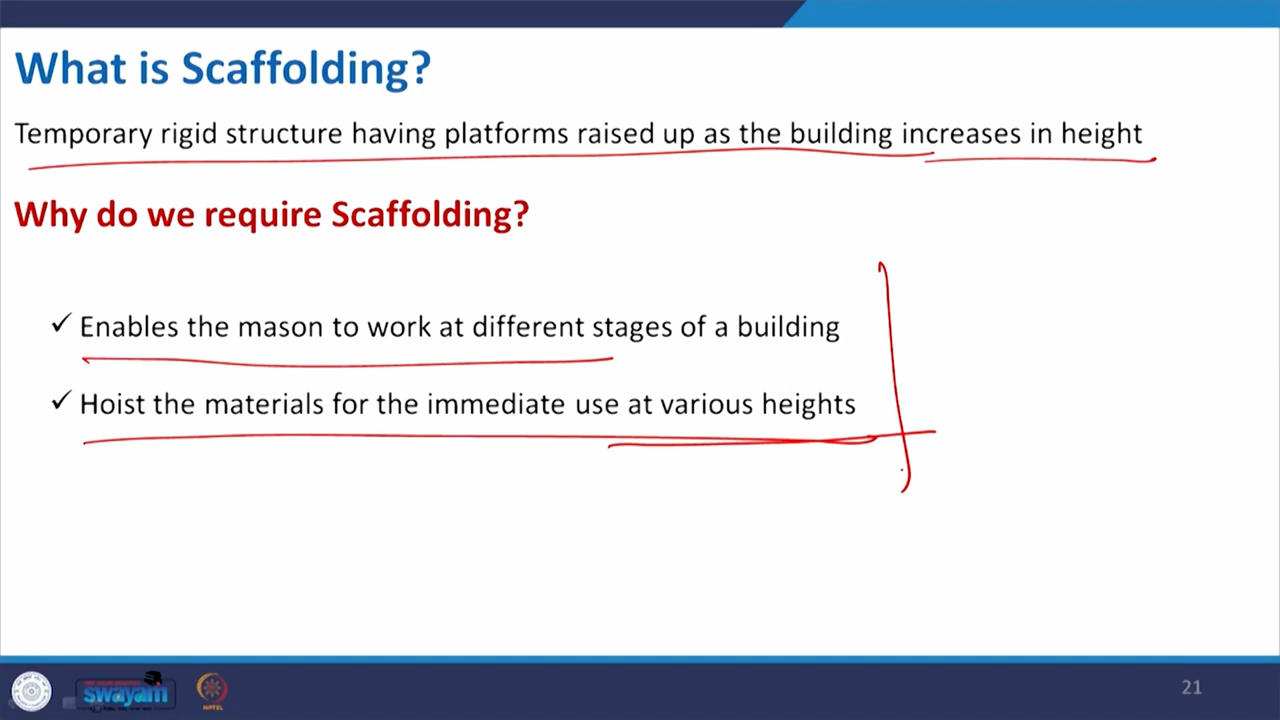 What is Scaffolding?
Temporary rigid structure having platforms raised up as the building increases in height
Why do we require Scaffolding?
✓ Enables the mason to work at different stages of a building
✓ Hoist the materials for the immediate use at various heights
swayam
NPTEL
21